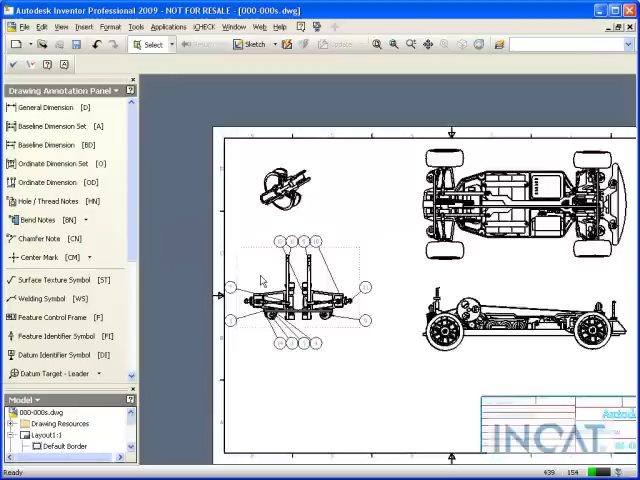 Autodesk Inventor Professional 2009 - NOT FOR RESALE - [000-000s.dwg]
File Edit View Insert Format Tools Applications iCHECK Window Web Help
Select Sketch Update
Drawing Annotation Panel
General Dimension [D]
Baseline Dimension Set [A]
Baseline Dimension [BD]
Ordinate Dimension Set [O]
Ordinate Dimension [OD]
Hole / Thread Notes [HN]
Bend Notes [BN]
Chamfer Note [CN]
Center Mark [CM]
Surface Texture Symbol [ST]
Welding Symbol [WS]
Feature Control Frame [F]
Feature Identifier Symbol [FI]
Datum Identifier Symbol [DI]
Datum Target - Leader
Model
000-000s.dwg
Drawing Resources
Layout1:1
Default Border
INCAT
Ready
439 154